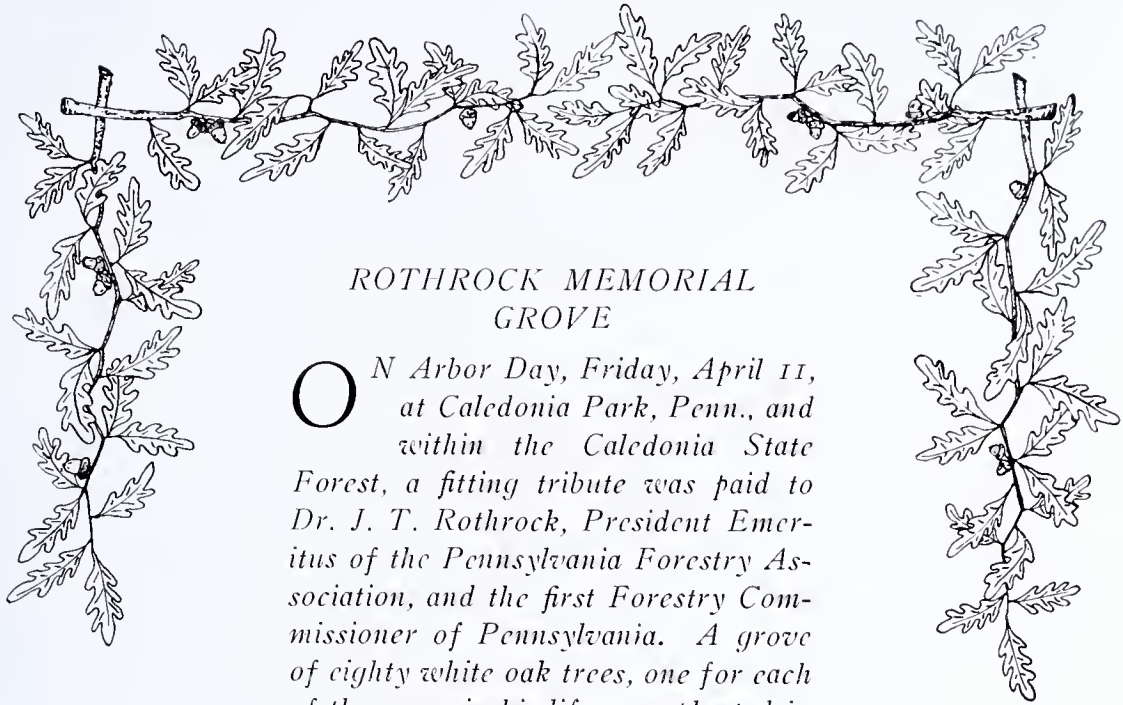 ROTHROCK MEMORIAL
GROVE
ON Arbor Day, Friday, April 11,
at Caledonia Park, Penn., and
within the Caledonia State
Forest, a fitting tribute was paid to
Dr. J. T. Rothrock, President Emer-
itus of the Pennsylvania Forestry As-
sociation, and the first Forestry Com-
missioner of Pennsylvania. A grove
of eighty white oak trees, one for each